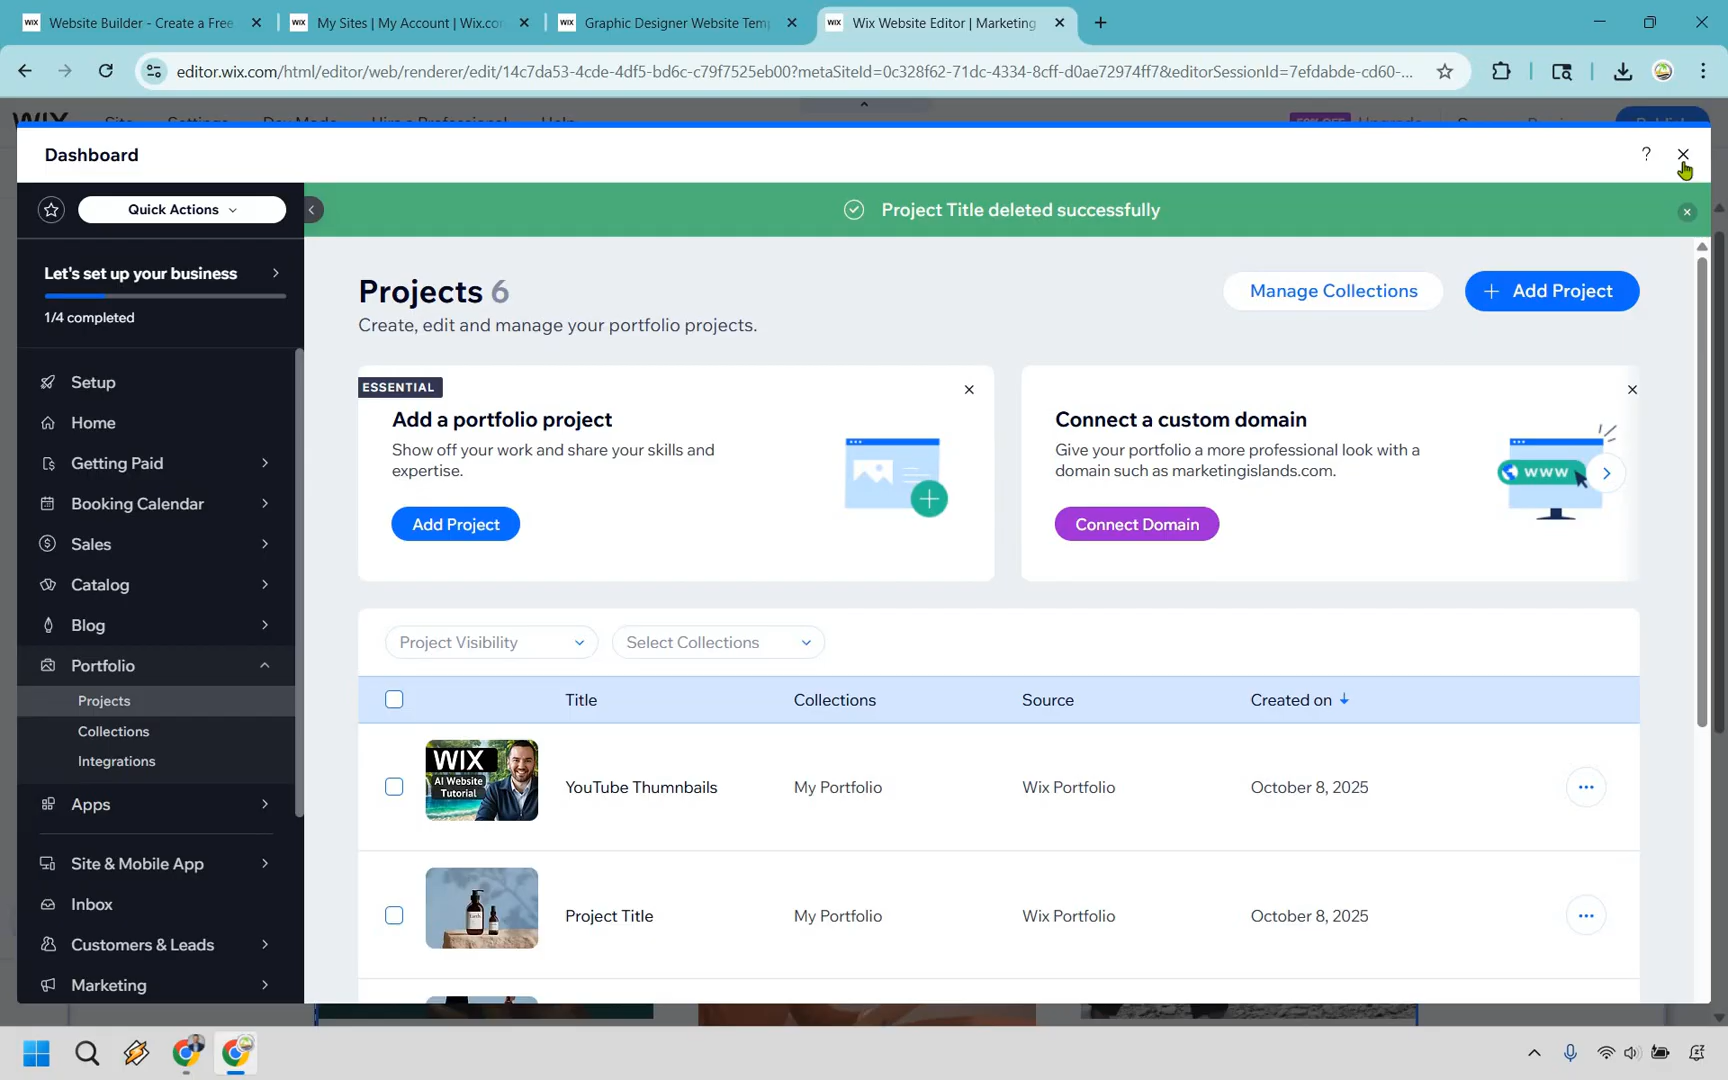 Website Builder - Create a Free
My Sites | My Account | Wix.co
Graphic Designer Website Tem
Wix Website Editor | Marketing
editor.wix.com/html/editor/web/renderer/edit/14c7da53-4cde-4df5-bd6c-c79f7525eb00?metaSiteId=0c328f62-71dc-4334-8cff-d0ae72974ff7&editorSessionId=7efdabde-cd60-...
WIX Site Settings Dev Mode Hire a Professional Help 50% OFF Upgrade
Dashboard
?
Quick Actions
Project Title deleted successfully
Let's set up your business
1/4 completed
Projects 6
Create, edit and manage your portfolio projects.
Manage Collections
+ Add Project
ESSENTIAL
Add a portfolio project
Show off your work and share your skills and
expertise.
Add Project
Connect a custom domain
Give your portfolio a more professional look with a
domain such as marketingislands.com.
Connect Domain
www
Setup
Home
Getting Paid
Booking Calendar
Sales
Catalog
Blog
Portfolio
Projects
Collections
Integrations
Apps
Site & Mobile App
Inbox
Customers & Leads
Marketing
Project Visibility
Select Collections
Title Collections Source Created on
WIX
AI Website
Tutorial
YouTube Thumnbails My Portfolio Wix Portfolio October 8, 2025
Project Title My Portfolio Wix Portfolio October 8, 2025